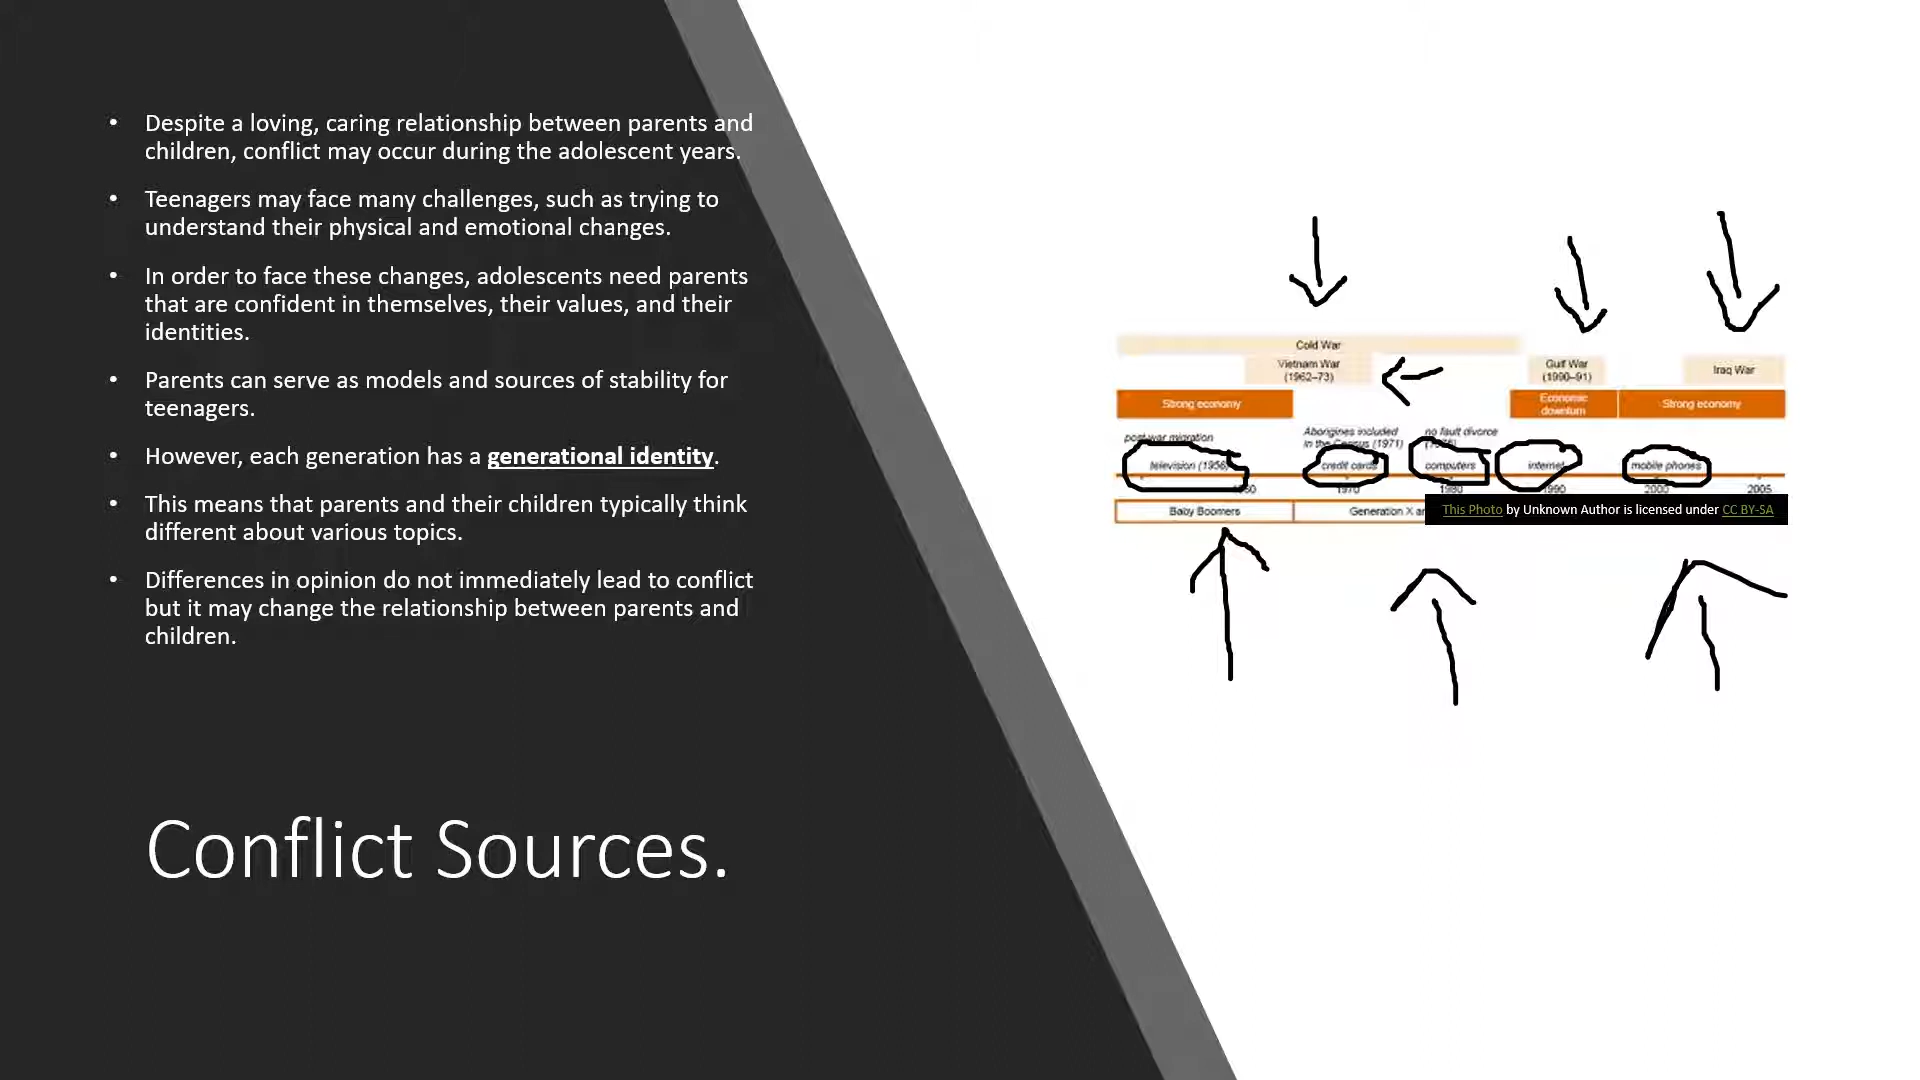 • Despite a loving, caring relationship between parents and
children, conflict may occur during the adolescent years.
• Teenagers may face many challenges, such as trying to
understand their physical and emotional changes.
• In order to face these changes, adolescents need parents
that are confident in themselves, their values, and their
identities.
• Parents can serve as models and sources of stability for
teenagers.
• However, each generation has a generational identity.
• This means that parents and their children typically think
different about various topics.
• Differences in opinion do not immediately lead to conflict
but it may change the relationship between parents and
children.
Conflict Sources.
Cold War
Vietnam War
(1962–73)
Gulf War
(1990–91)
Iraq War
Strong economy
Economic
downturn
Strong economy
post war migration
Aborigines included
in the Census (1971)
no fault divorce
television (1956)
credit cards
computers
internet
mobile phones
1970
1980
1990
2000
2005
Baby Boomers
Generation X
This Photo by Unknown Author is licensed under CC BY-SA